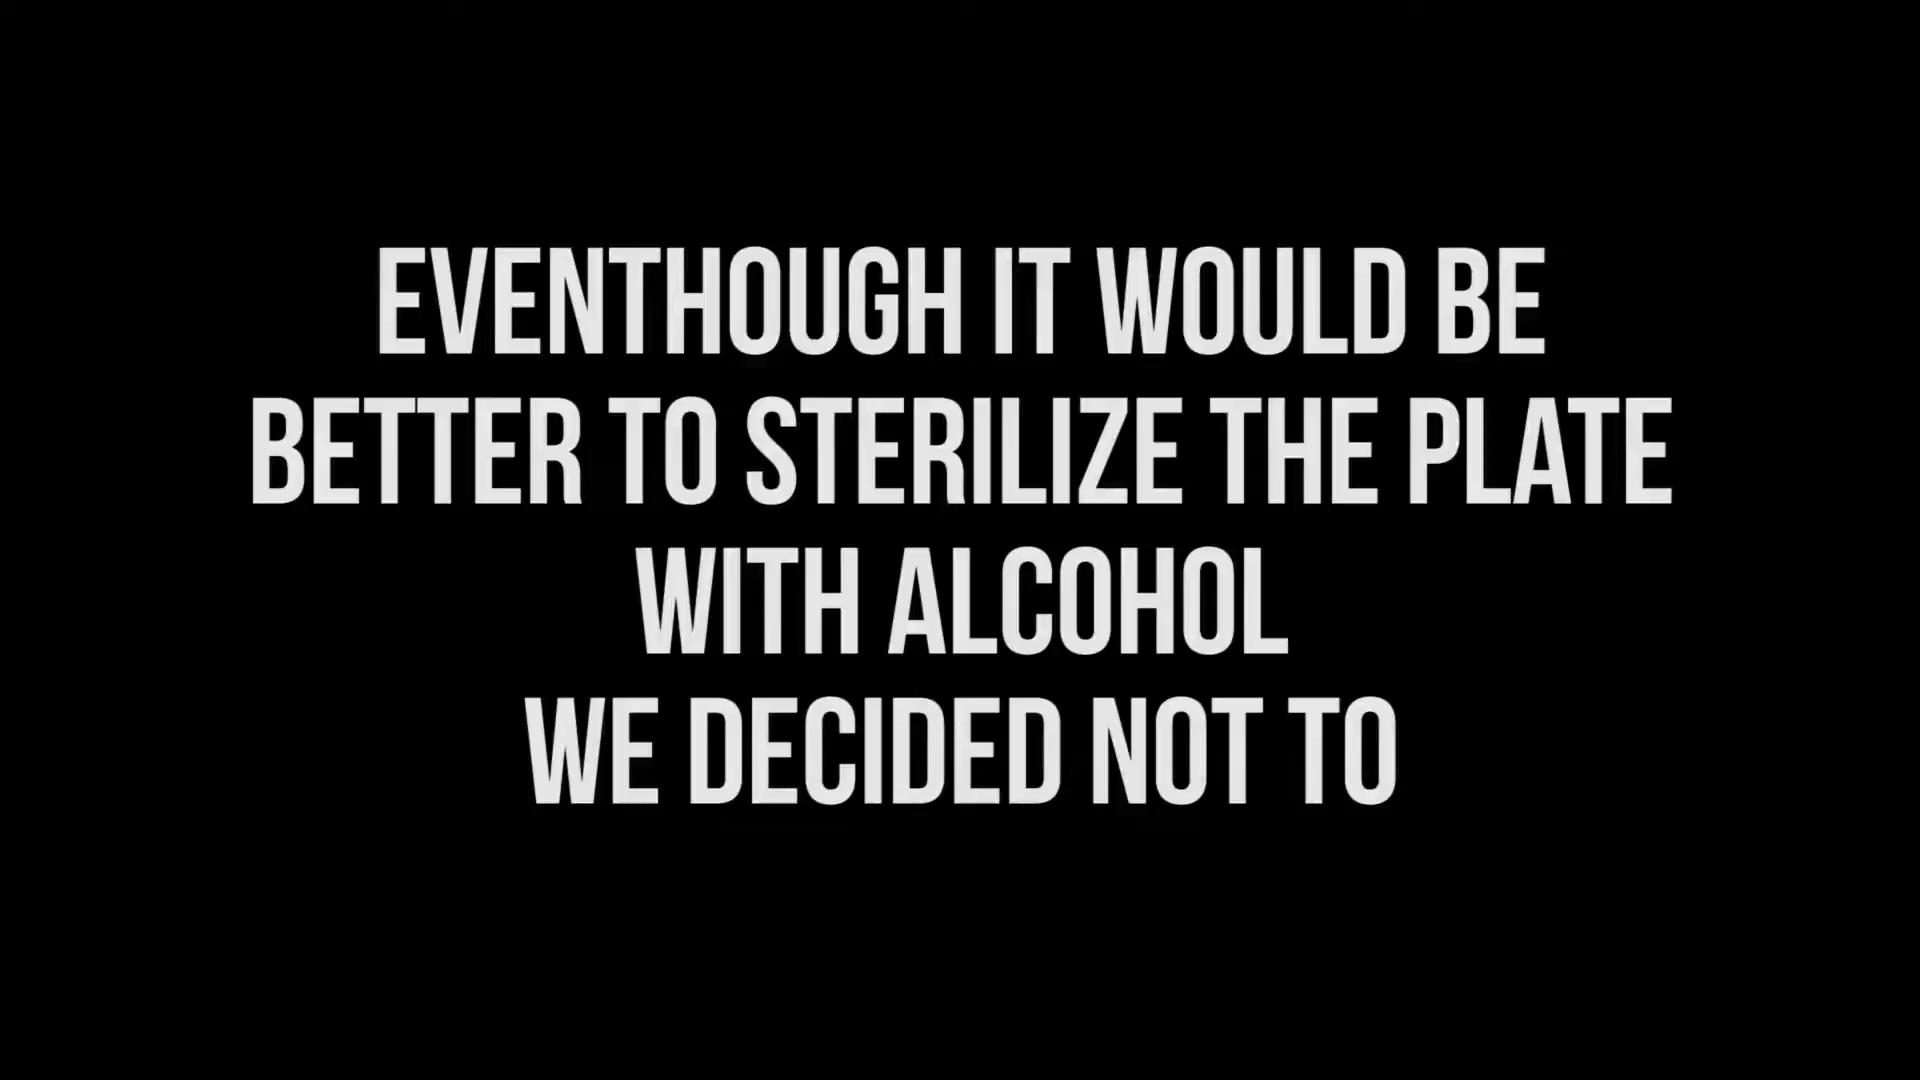 EVENTHOUGH IT WOULD BE
BETTER TO STERILIZE THE PLATE
WITH ALCOHOL
WE DECIDED NOT TO